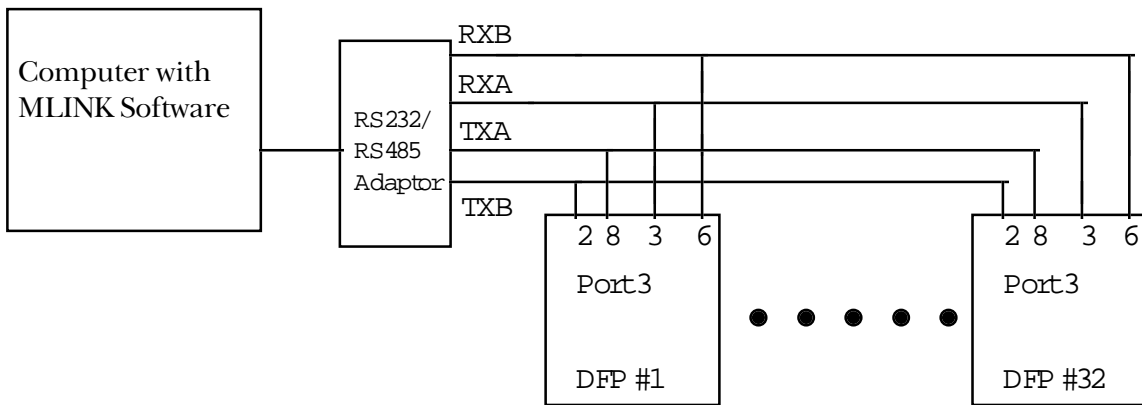 Computer with
MLINK Software
RS232/
RS485
Adaptor
RXB
RXA
TXA
TXB
2 8 3 6
Port3
DFP #1
2 8 3 6
Port3
DFP #32